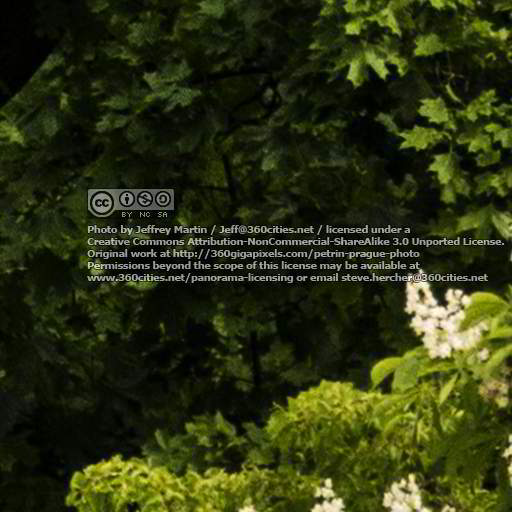 cc
BY NC SA
Photo by Jeffrey Martin / Jeff@360cities.net / licensed under a
Creative Commons Attribution-NonCommercial-ShareAlike 3.0 Unported License.
Original work at http://360gigapixels.com/petrin-prague-photo
Permissions beyond the scope of this license may be available at
www.360cities.net/panorama-licensing or email steve.hercher@360cities.net